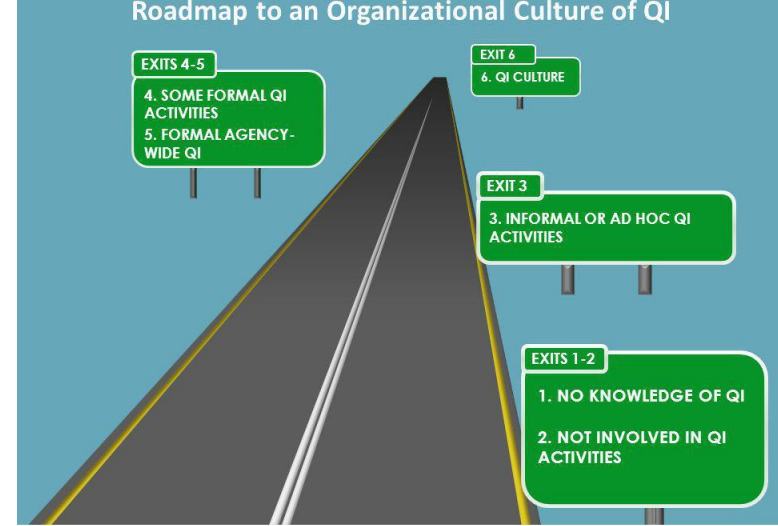 Roadmap to an Organizational Culture of QI
EXIT 6
6. QI CULTURE
EXITS 4-5
4. SOME FORMAL QI
ACTIVITIES
5. FORMAL AGENCY-
WIDE QI
EXIT 3
3. INFORMAL OR AD HOC QI
ACTIVITIES
EXITS 1-2
1. NO KNOWLEDGE OF QI
2. NOT INVOLVED IN QI
ACTIVITIES